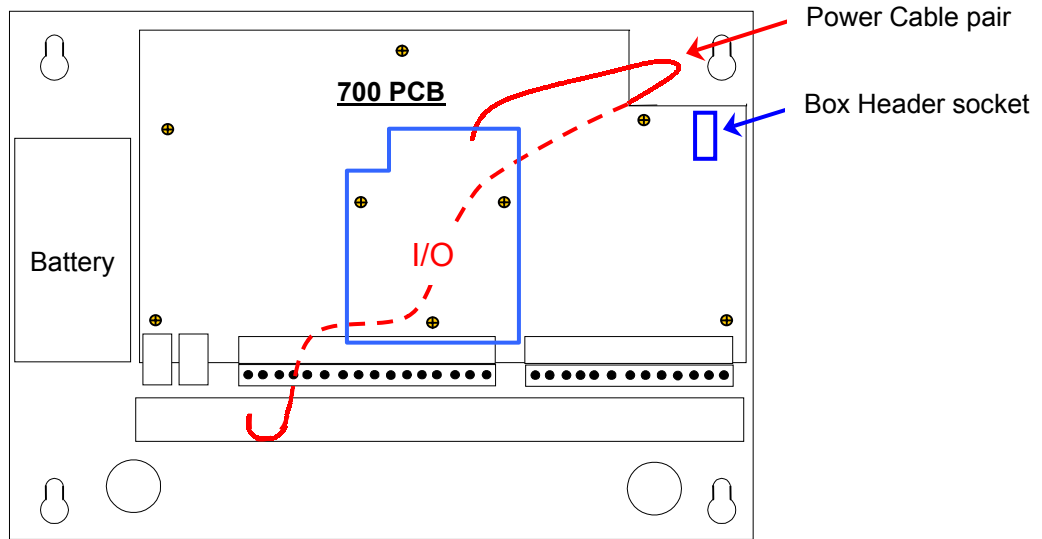 Power Cable pair
700 PCB
Box Header socket
I/O
Battery